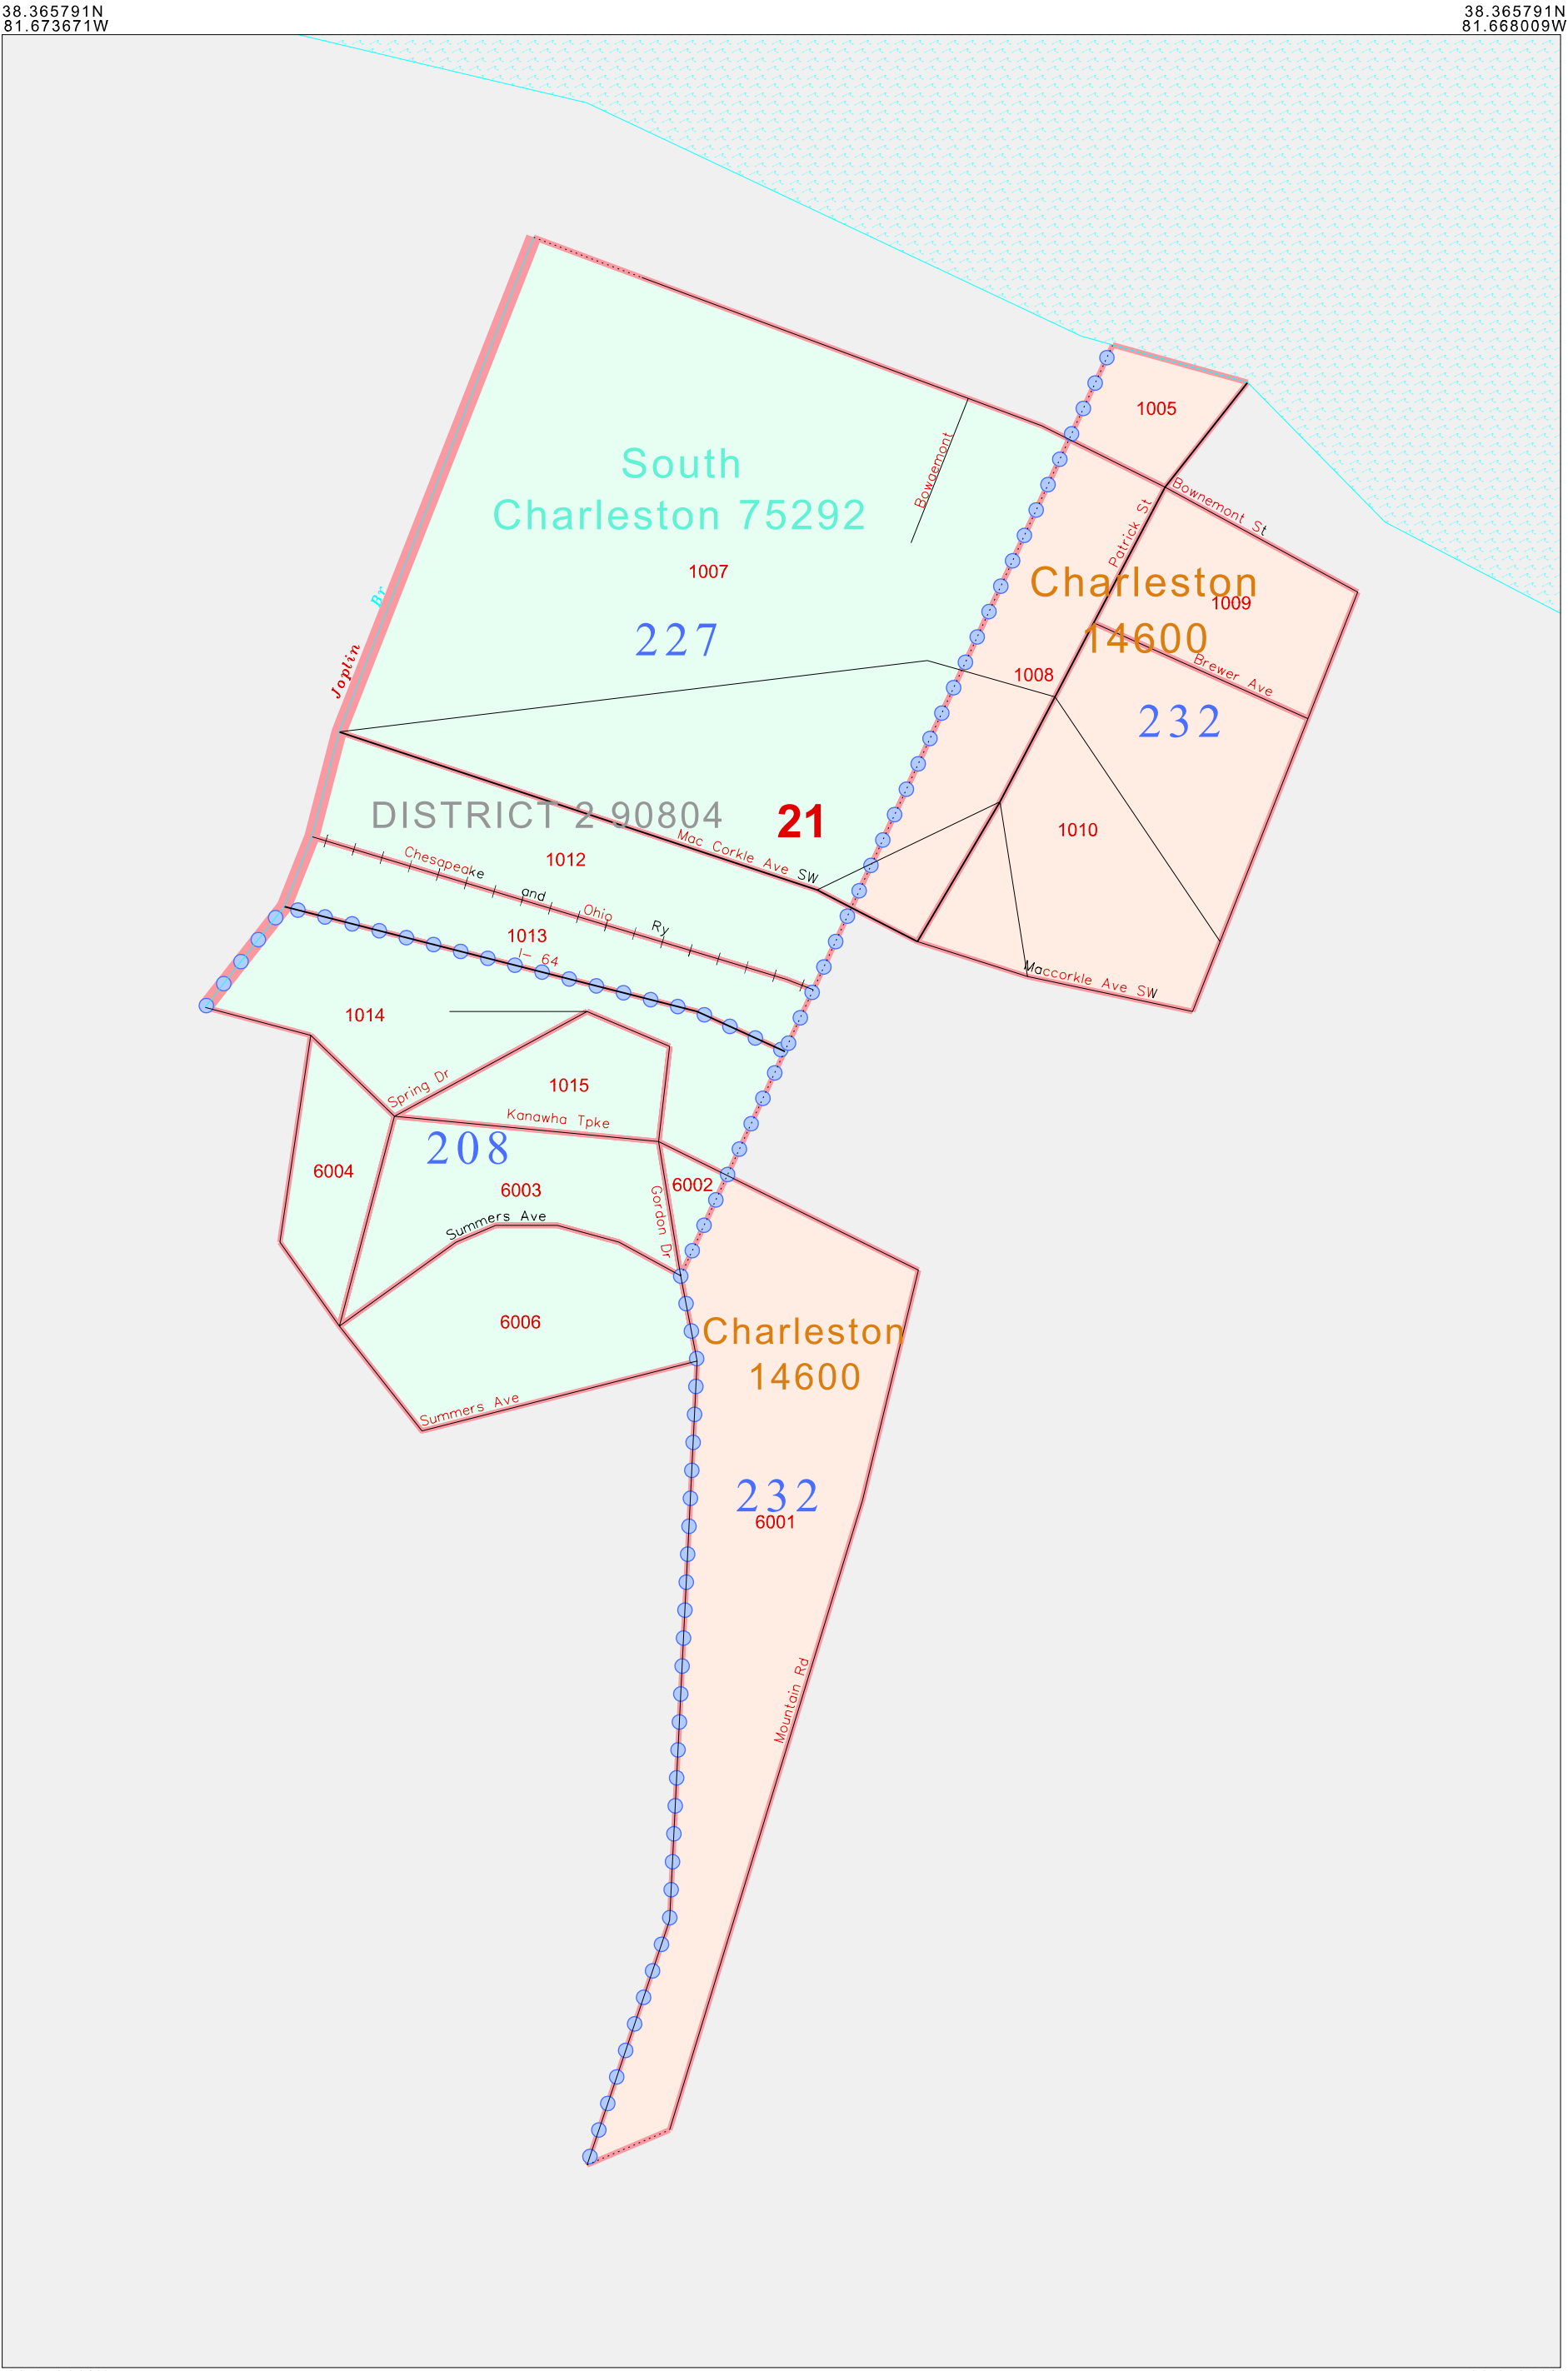 38.365791N
81.673671W
38.365791N
81.668009W
1005
Bowgemont
South
Charleston 75292
Bownemont St
Patrick St
1007
Charleston
14600
1009
Br
227
Joplin
1008
Brewer Ave
232
DISTRICT 2 90804
21
1010
Mac Corkle Ave SW
Chesapeake and Ohio Ry
1012
1013
I- 64
Maccorkle Ave SW
1014
Spring Dr
1015
Kanawha Tpke
208
6004
6003
6002
Gordon Dr
Summers Ave
6006
Charleston
14600
Summers Ave
232
6001
Mountain Rd